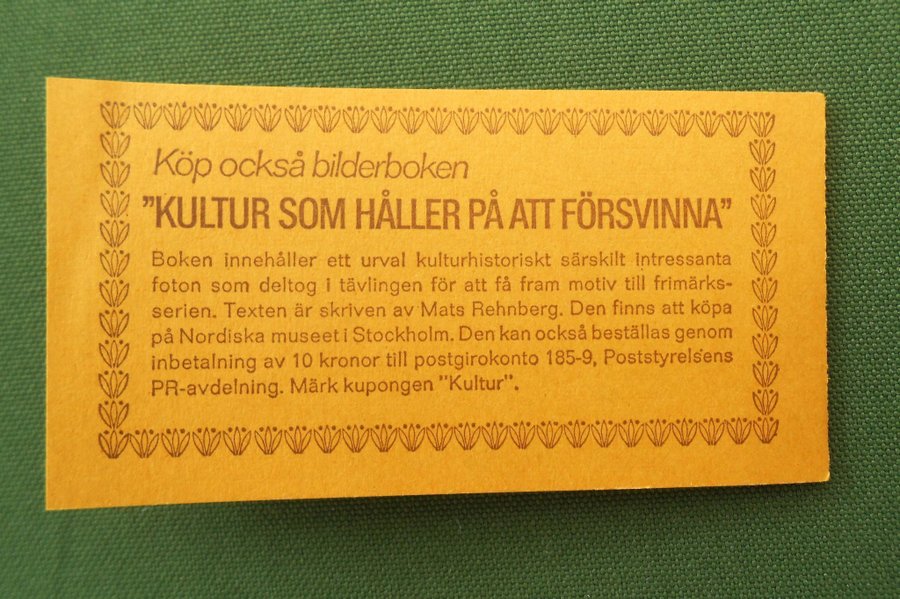 Köp också bilderboken
"KULTUR SOM HÅLLER PÅ ATT FÖRSVINNA"
Boken innehåller ett urval kulturhistoriskt särskilt intressanta
foton som deltog i tävlingen för att få fram motiv till frimärks-
serien. Texten är skriven av Mats Rehnberg. Den finns att köpa
på Nordiska museet i Stockholm. Den kan också beställas genom
inbetalning av 10 kronor till postgirokonto 185-9, Poststyrelsens
PR-avdelning. Märk kupongen "Kultur".